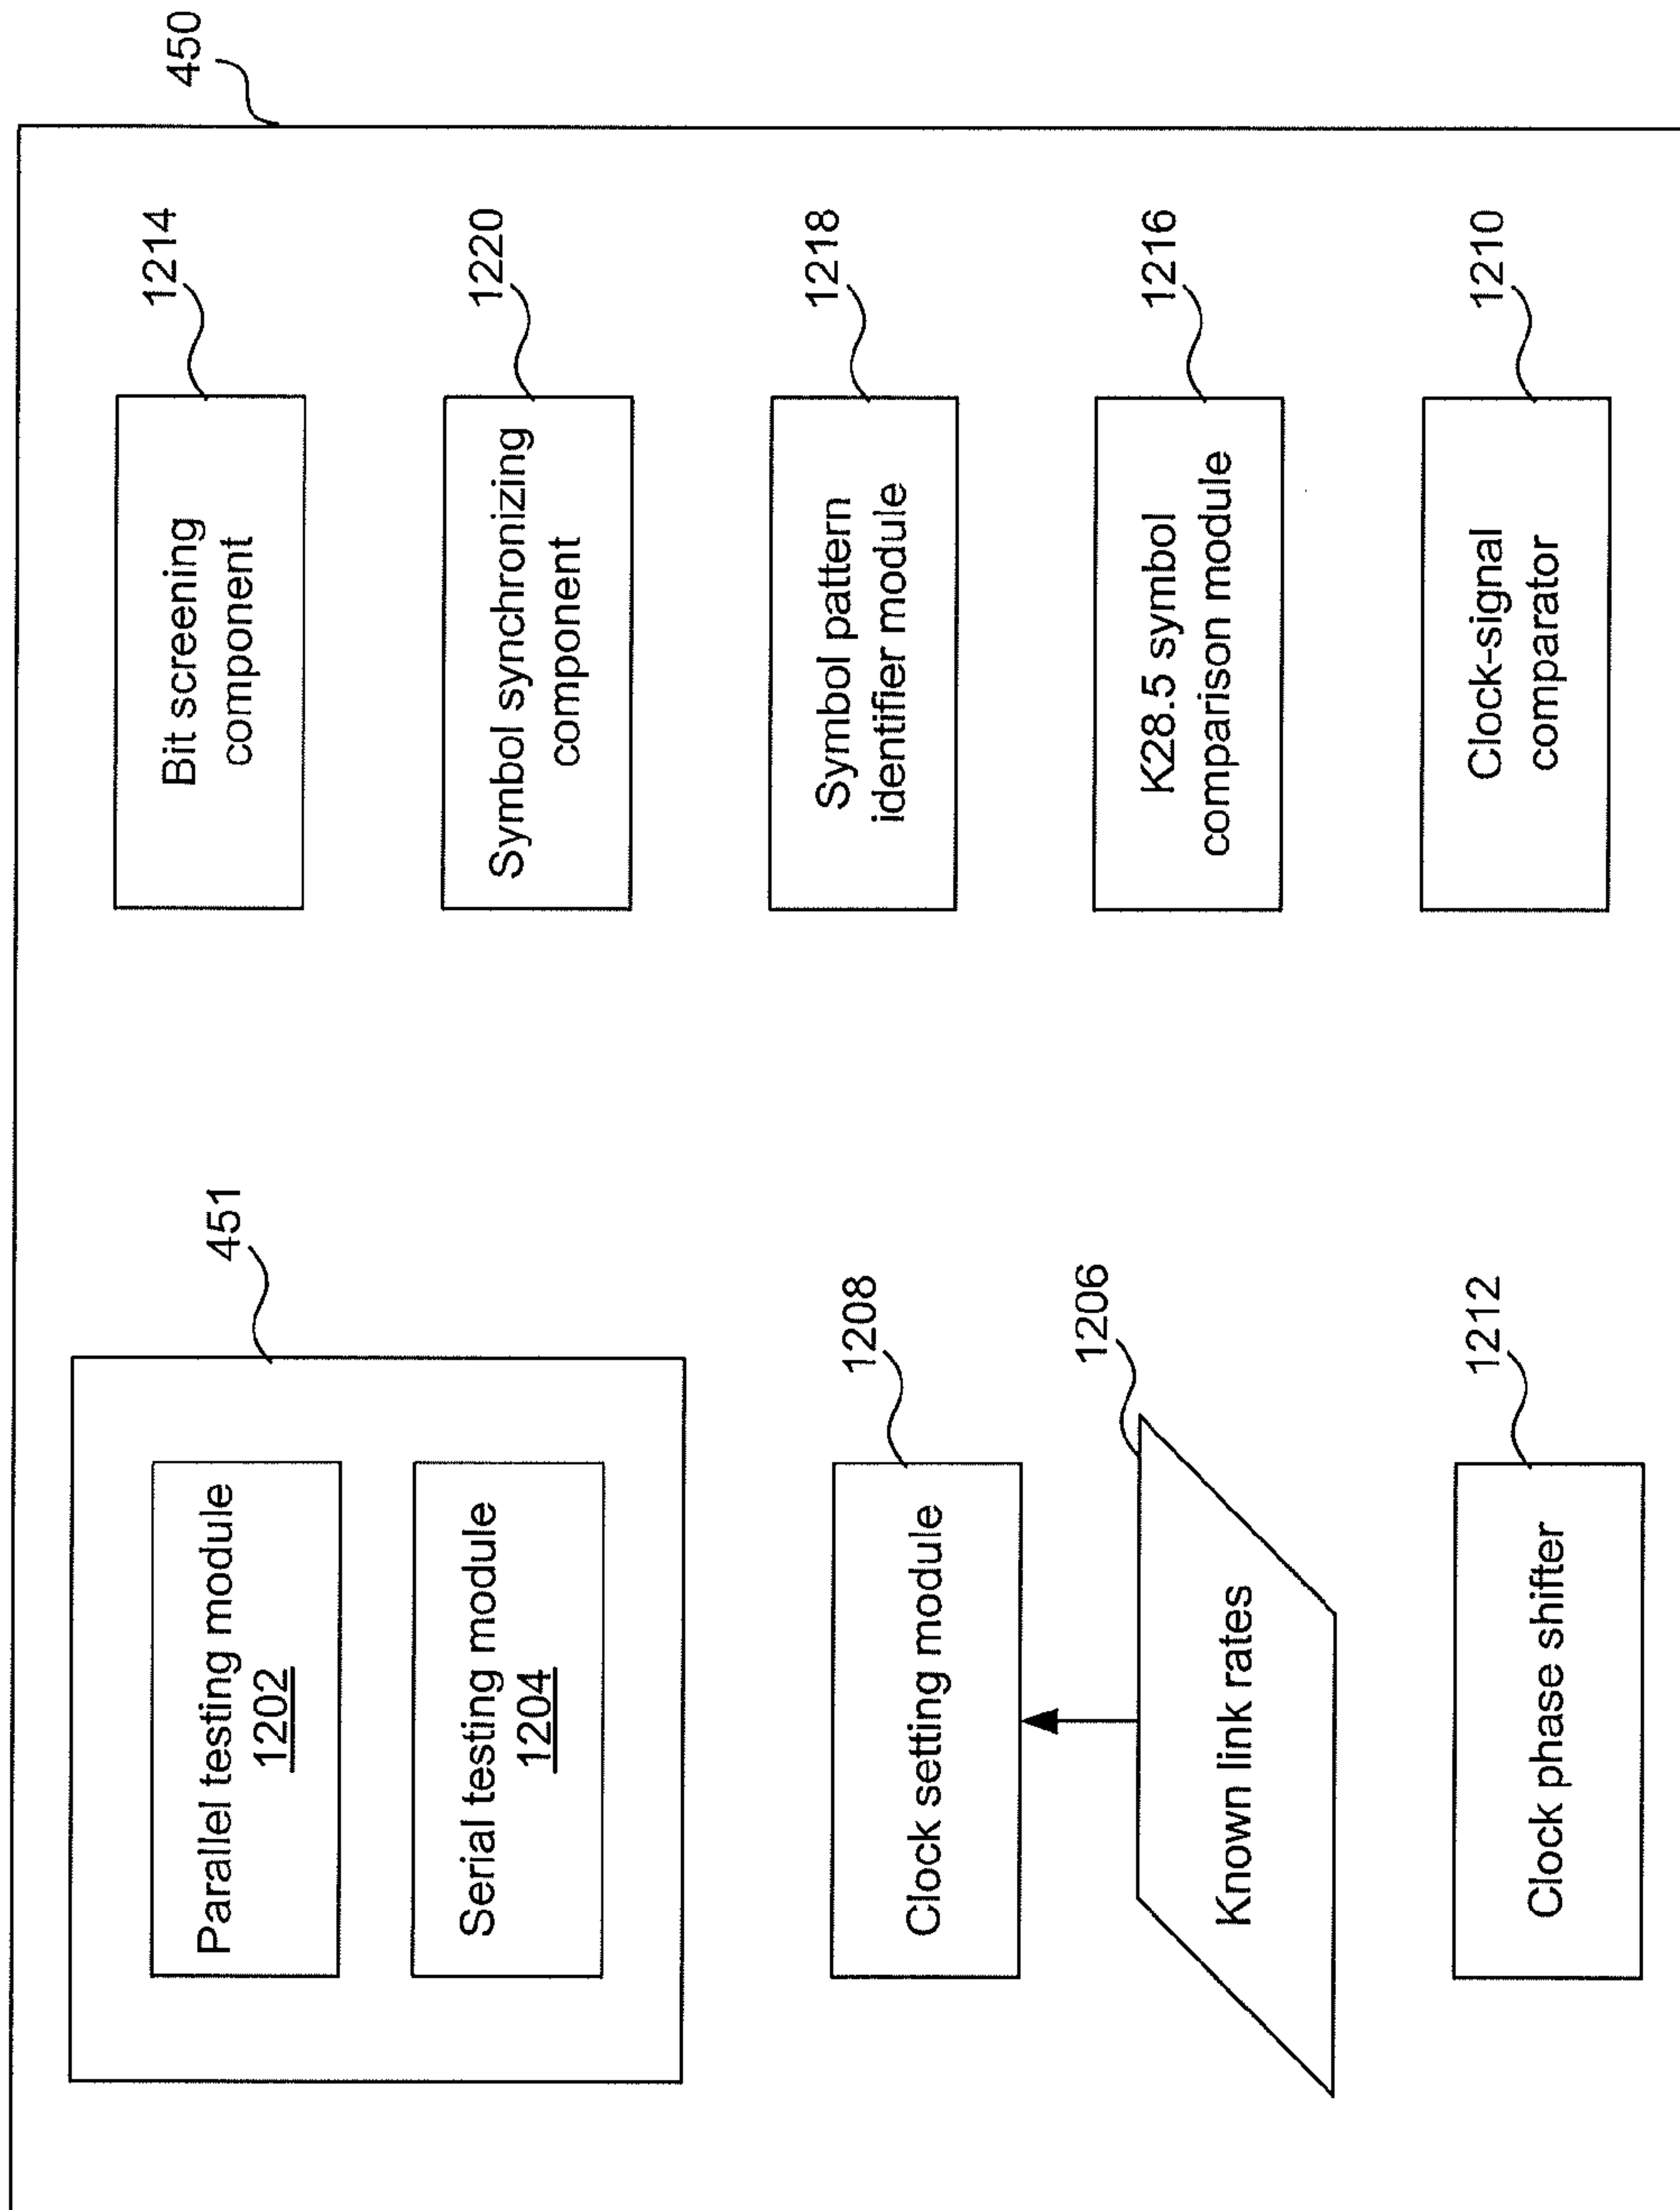 450
451
Parallel testing module
1202
Serial testing module
1204
1208
Clock setting module
1206
Known link rates
1212
Clock phase shifter
1214
Bit screening
component
1220
Symbol synchronizing
component
1218
Symbol pattern
identifier module
1216
K28.5 symbol
comparison module
1210
Clock-signal
comparator